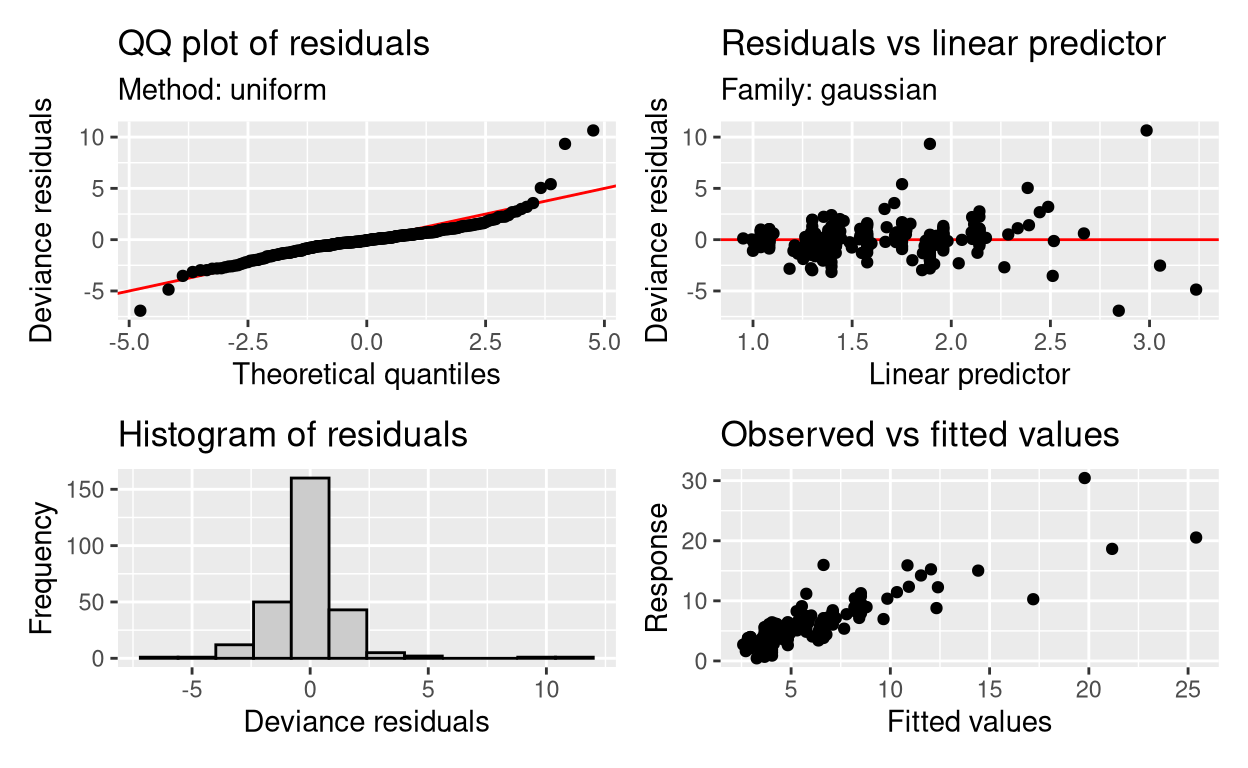 QQ plot of residuals
Method: uniform
Deviance residuals
10
5
0
-5
-5.0 -2.5 0.0 2.5 5.0
Theoretical quantiles
Residuals vs linear predictor
Family: gaussian
Deviance residuals
10
5
0
-5
1.0 1.5 2.0 2.5 3.0
Linear predictor
Histogram of residuals
Frequency
150
100
50
0
-5 0 5 10
Deviance residuals
Observed vs fitted values
Response
30
20
10
0
5 10 15 20 25
Fitted values